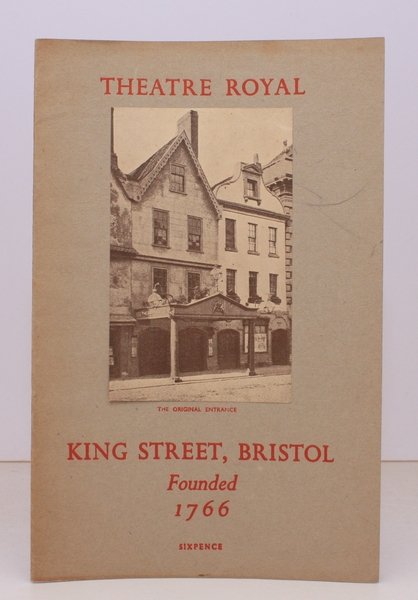 THEATRE ROYAL
THE ORIGINAL ENTRANCE
KING STREET, BRISTOL
Founded
1766
SIXPENCE